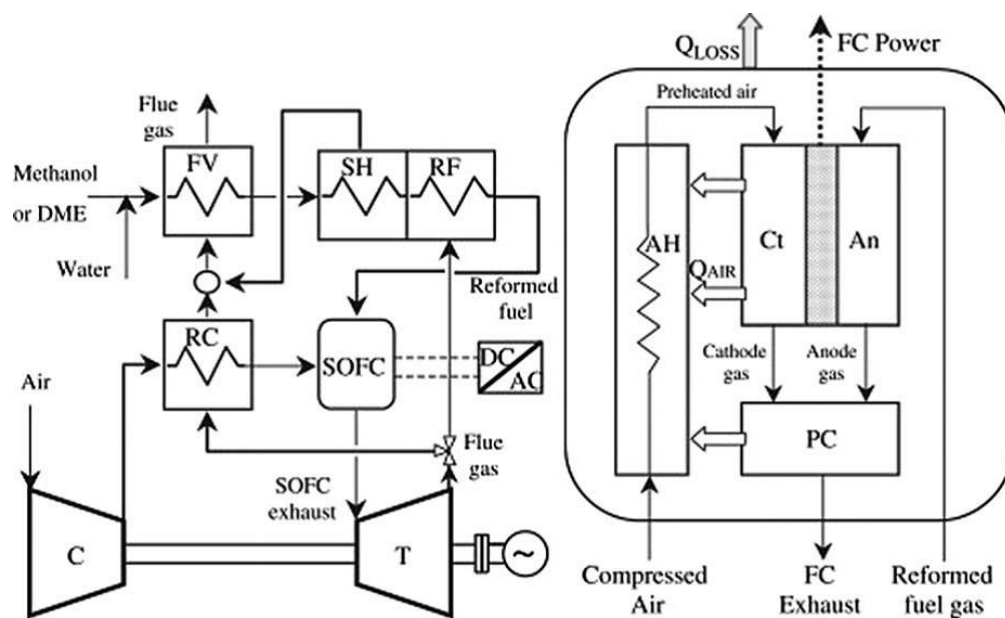 Flue
gas
FV
SH
RF
Methanol
or DME
Water
Reformed
fuel
RC
SOFC
DC
AC
Air
Flue
gas
SOFC
exhaust
C
T
~
QLOSS
FC Power
Preheated air
AH
Ct
An
QAIR
Cathode
gas
Anode
gas
PC
Compressed
Air
FC
Exhaust
Reformed
fuel gas